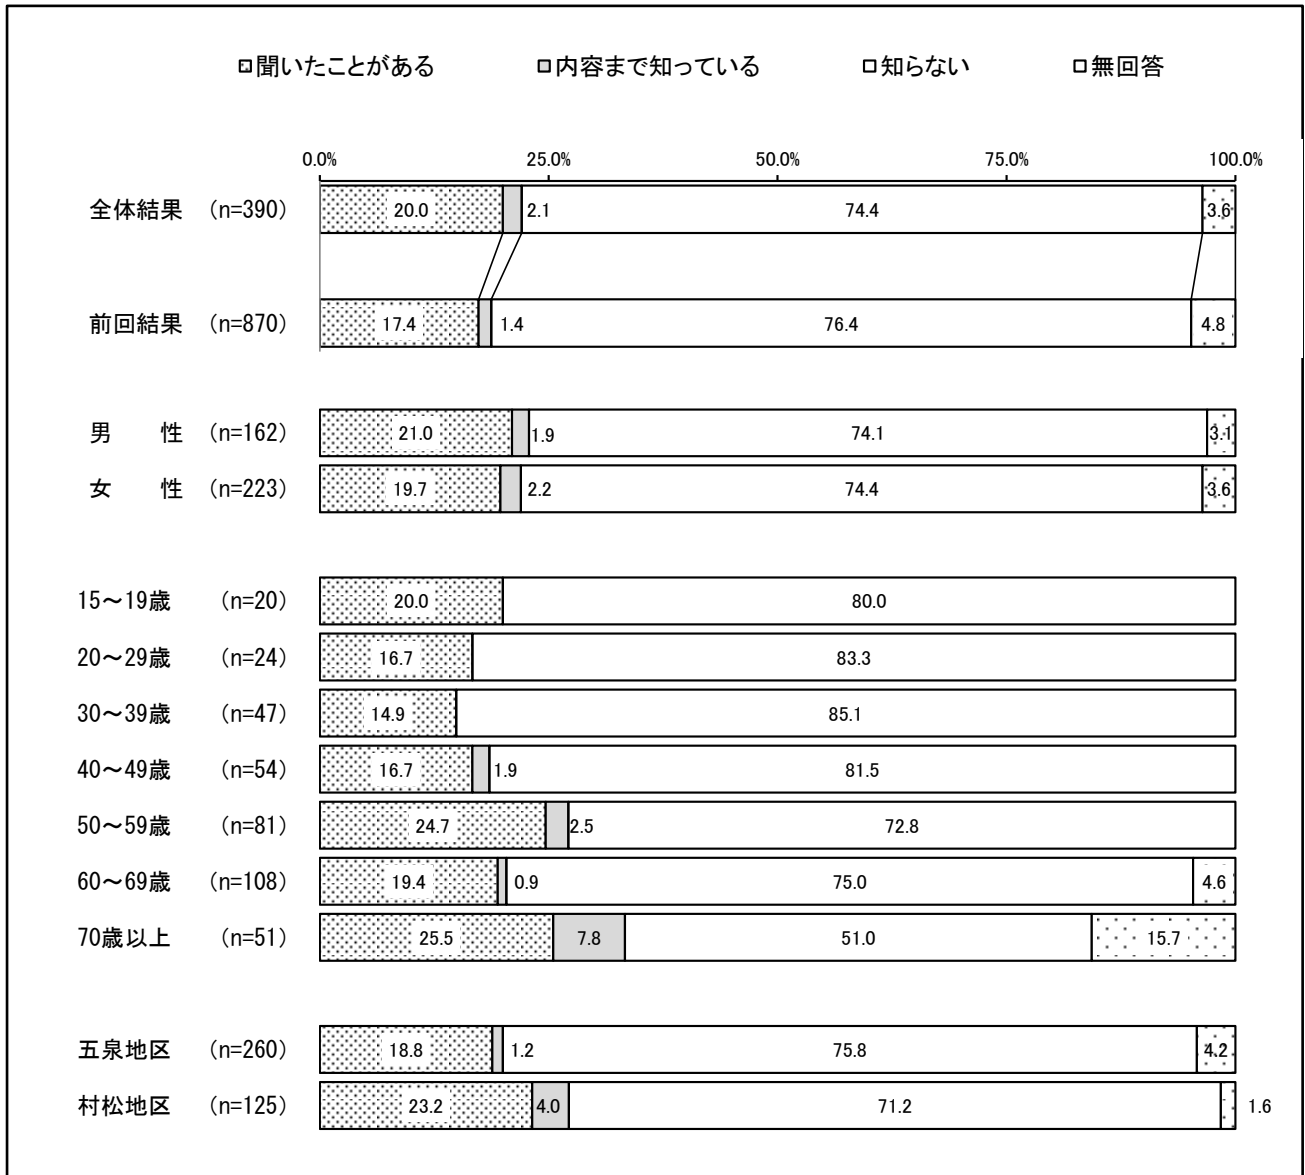 聞いたことがある 内容まで知っている 知らない 無回答
0.0% 25.0% 50.0% 75.0% 100.0%
全体結果 (n=390) 20.0 2.1 74.4 3.6
前回結果 (n=870) 17.4 1.4 76.4 4.8
男 性 (n=162) 21.0 1.9 74.1 3.1
女 性 (n=223) 19.7 2.2 74.4 3.6
15～19歳 (n=20) 20.0 80.0
20～29歳 (n=24) 16.7 83.3
30～39歳 (n=47) 14.9 85.1
40～49歳 (n=54) 16.7 1.9 81.5
50～59歳 (n=81) 24.7 2.5 72.8
60～69歳 (n=108) 19.4 0.9 75.0 4.6
70歳以上 (n=51) 25.5 7.8 51.0 15.7
五泉地区 (n=260) 18.8 1.2 75.8 4.2
村松地区 (n=125) 23.2 4.0 71.2 1.6